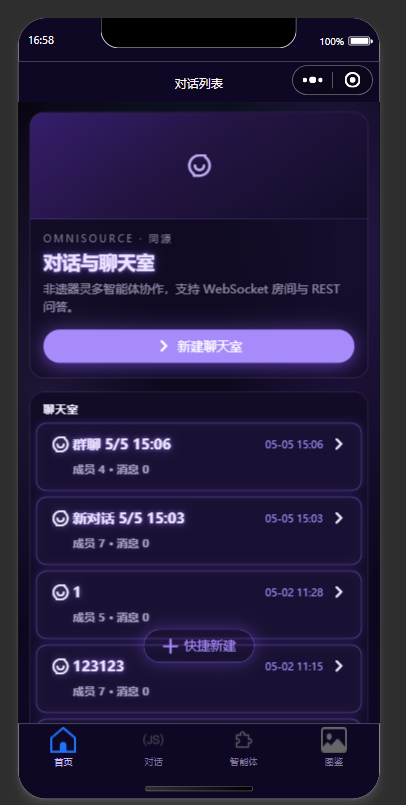 16:58
100%
对话列表
OMNISOURCE · 同源
对话与聊天室
非遗器灵多智能体协作，支持 WebSocket 房间与 REST
问答。
新建聊天室
聊天室
群聊 5/5 15:06
05-05 15:06
成员 4 • 消息 0
新对话 5/5 15:03
05-05 15:03
成员 7 • 消息 0
1
05-02 11:28
成员 5 • 消息 0
快捷新建
123123
05-02 11:15
成员 7 • 消息 0
(JS)
首页
对话
智能体
图鉴